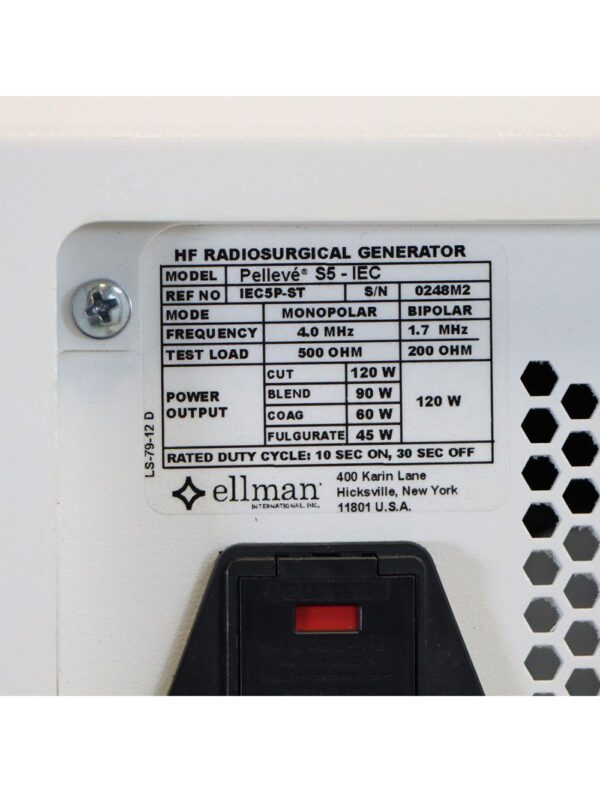 HF RADIOSURGICAL GENERATOR
MODEL Pellevé® S5 - IEC
REF NO IEC5P-ST S/N 0248M2
MODE MONOPOLAR BIPOLAR
FREQUENCY 4.0 MHz 1.7 MHz
TEST LOAD 500 OHM 200 OHM
POWER OUTPUT
CUT 120 W
BLEND 90 W
COAG 60 W
FULGURATE 45 W
120 W
RATED DUTY CYCLE: 10 SEC ON, 30 SEC OFF
LS-79-12 D
ellman
INTERNATIONAL, INC.
400 Karin Lane
Hicksville, New York
11801 U.S.A.